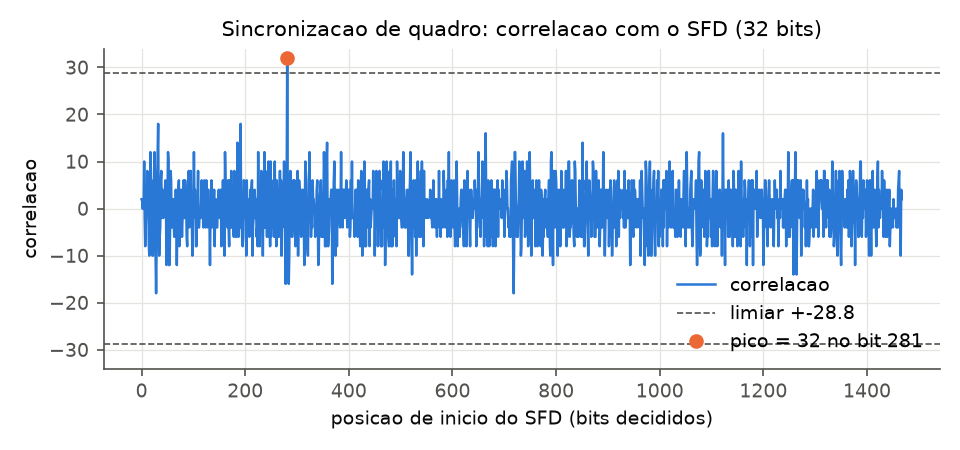 Sincronizacao de quadro: correlacao com o SFD (32 bits)
correlacao
30
20
10
0
−10
−20
−30
correlacao
limiar +-28.8
pico = 32 no bit 281
0 200 400 600 800 1000 1200 1400
posicao de inicio do SFD (bits decididos)